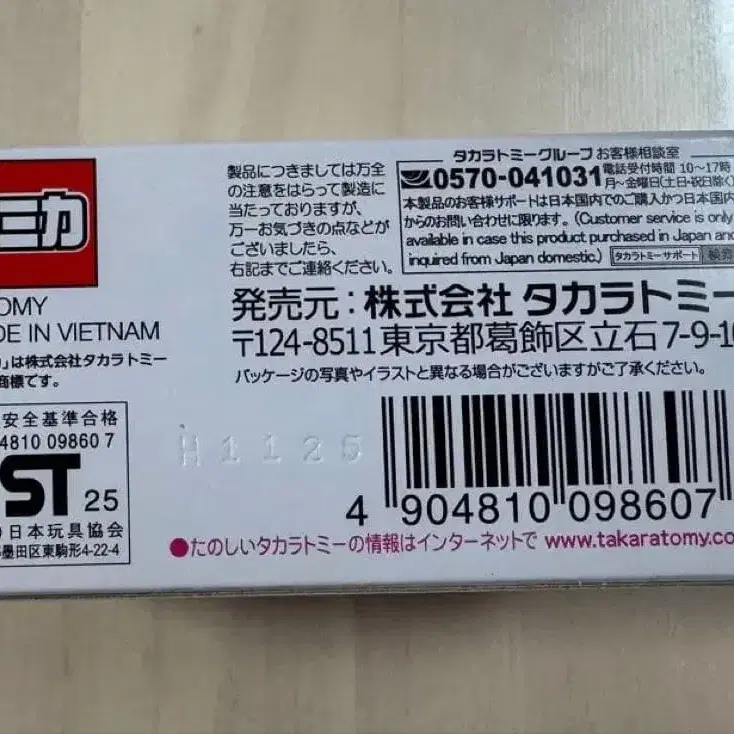 ニカ
OMY
DE IN VIETNAM
」は株式会社タカラトミー
商標です。
安全基準合格
4810 09860 7
ST 25
日本玩具協会
墨田区東駒形4-22-4
製品につきましては万全
の注意をはらって製造に
当たっておりますが、
万一お気づきの点などが
ございましたら、
右記までご連絡ください。
タカラトミーグループお客様相談室
0570-041031 電話受付時間 10〜17時
月〜金曜日(土日・祝日除く)
本製品のお客様サポートは日本国内でのご購入かつ日本国内
からのお問い合わせに限ります。(Customer service is only
available in case this product purchased in Japan and
inquired from Japan domestic.) タカラトミーサポート 検索
発売元:株式会社 タカラトミー
〒124-8511 東京都葛飾区立石7-9-10
パッケージの写真やイラストと異なる場合がございますがご了承ください。
H1125
4 904810 098607
●たのしいタカラトミーの情報はインターネットで www.takaratomy.co